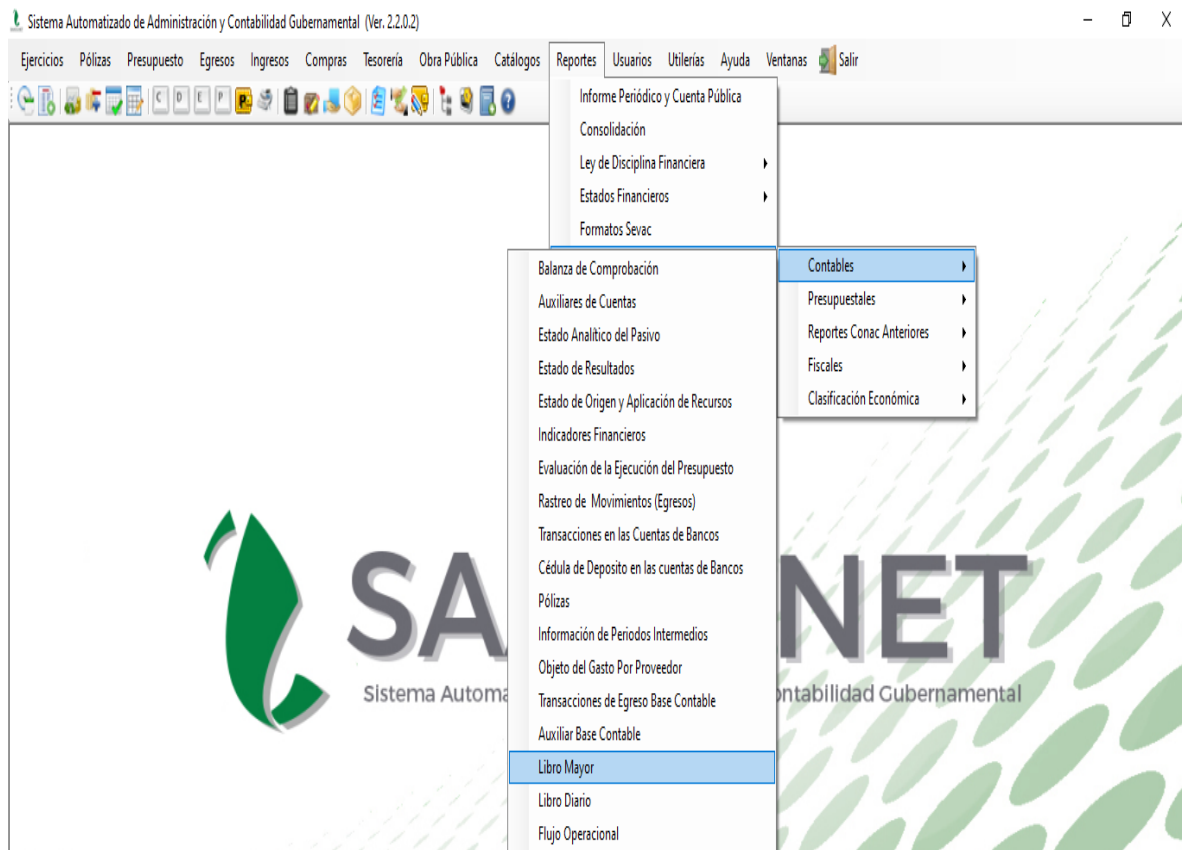 Sistema Automatizado de Administración y Contabilidad Gubernamental (Ver. 2.2.0.2)
Ejercicios Pólizas Presupuesto Egresos Ingresos Compras Tesorería Obra Pública Catálogos Reportes Usuarios Utilerías Ayuda Ventanas Salir
C D E P P
Informe Periódico y Cuenta Pública
Consolidación
Ley de Disciplina Financiera
Estados Financieros
Formatos Sevac
Contables
Presupuestales
Reportes Conac Anteriores
Fiscales
Clasificación Económica
Balanza de Comprobación
Auxiliares de Cuentas
Estado Analítico del Pasivo
Estado de Resultados
Estado de Origen y Aplicación de Recursos
Indicadores Financieros
Evaluación de la Ejecución del Presupuesto
Rastreo de Movimientos (Egresos)
Transacciones en las Cuentas de Bancos
Cédula de Deposito en las cuentas de Bancos
Pólizas
Información de Periodos Intermedios
Objeto del Gasto Por Proveedor
Transacciones de Egreso Base Contable
Auxiliar Base Contable
Libro Mayor
Libro Diario
Flujo Operacional
SA NET
Sistema Automa ntabilidad Gubernamental